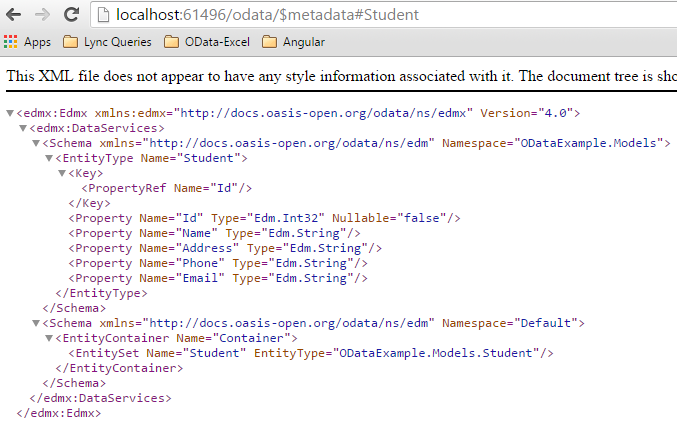 localhost:61496/odata/$metadata#Student
Apps Lync Queries OData-Excel Angular
This XML file does not appear to have any style information associated with it. The document tree is sho
<edmx:Edmx xmlns:edmx="http://docs.oasis-open.org/odata/ns/edmx" Version="4.0">
<edmx:DataServices>
<Schema xmlns="http://docs.oasis-open.org/odata/ns/edm" Namespace="ODataExample.Models">
<EntityType Name="Student">
<Key>
<PropertyRef Name="Id"/>
</Key>
<Property Name="Id" Type="Edm.Int32" Nullable="false"/>
<Property Name="Name" Type="Edm.String"/>
<Property Name="Address" Type="Edm.String"/>
<Property Name="Phone" Type="Edm.String"/>
<Property Name="Email" Type="Edm.String"/>
</EntityType>
</Schema>
<Schema xmlns="http://docs.oasis-open.org/odata/ns/edm" Namespace="Default">
<EntityContainer Name="Container">
<EntitySet Name="Student" EntityType="ODataExample.Models.Student"/>
</EntityContainer>
</Schema>
</edmx:DataServices>
</edmx:Edmx>